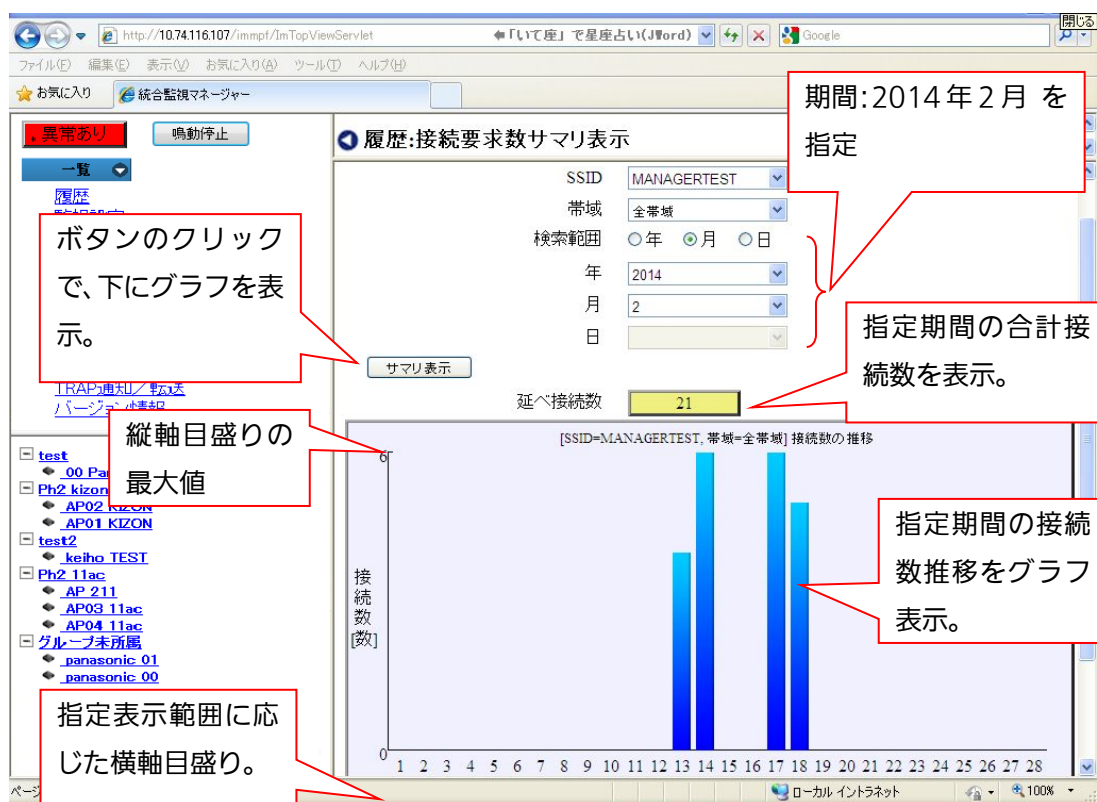 閉じる
http://10.74.116.107/immpf/ImTopViewServlet
「いて座」で星座占い(JWord)
Google
ファイル(F) 編集(E) 表示(V) お気に入り(A) ツール(T) ヘルプ(H)
お気に入り
統合監視マネージャー
異常あり
鳴動停止
一覧
履歴
履歴:接続要求数サマリ表示
期間:2014年2月 を
指定
SSID MANAGERTEST
帯域 全帯域
検索範囲 年 月 日
年 2014
月 2
日
ボタンのクリック
で、下にグラフを表
示。
サマリ表示
指定期間の合計接
続数を表示。
延べ接続数 21
TRAP通知/転送
バージョン情報
縦軸目盛りの
最大値
[SSID=MANAGERTEST, 帯域=全帯域] 接続数の推移
6
test
00 Pa
Ph2 kizon
AP02 KIZON
AP01 KIZON
test2
keiho TEST
Ph2 11ac
AP 211
AP03 11ac
AP04 11ac
グループ未所属
panasonic 01
panasonic 00
接続数[数]
指定期間の接続
数推移をグラフ
表示。
指定表示範囲に応
じた横軸目盛り。
0
1 2 3 4 5 6 7 8 9 10 11 12 13 14 15 16 17 18 19 20 21 22 23 24 25 26 27 28
ページ
ローカル イントラネット
100%